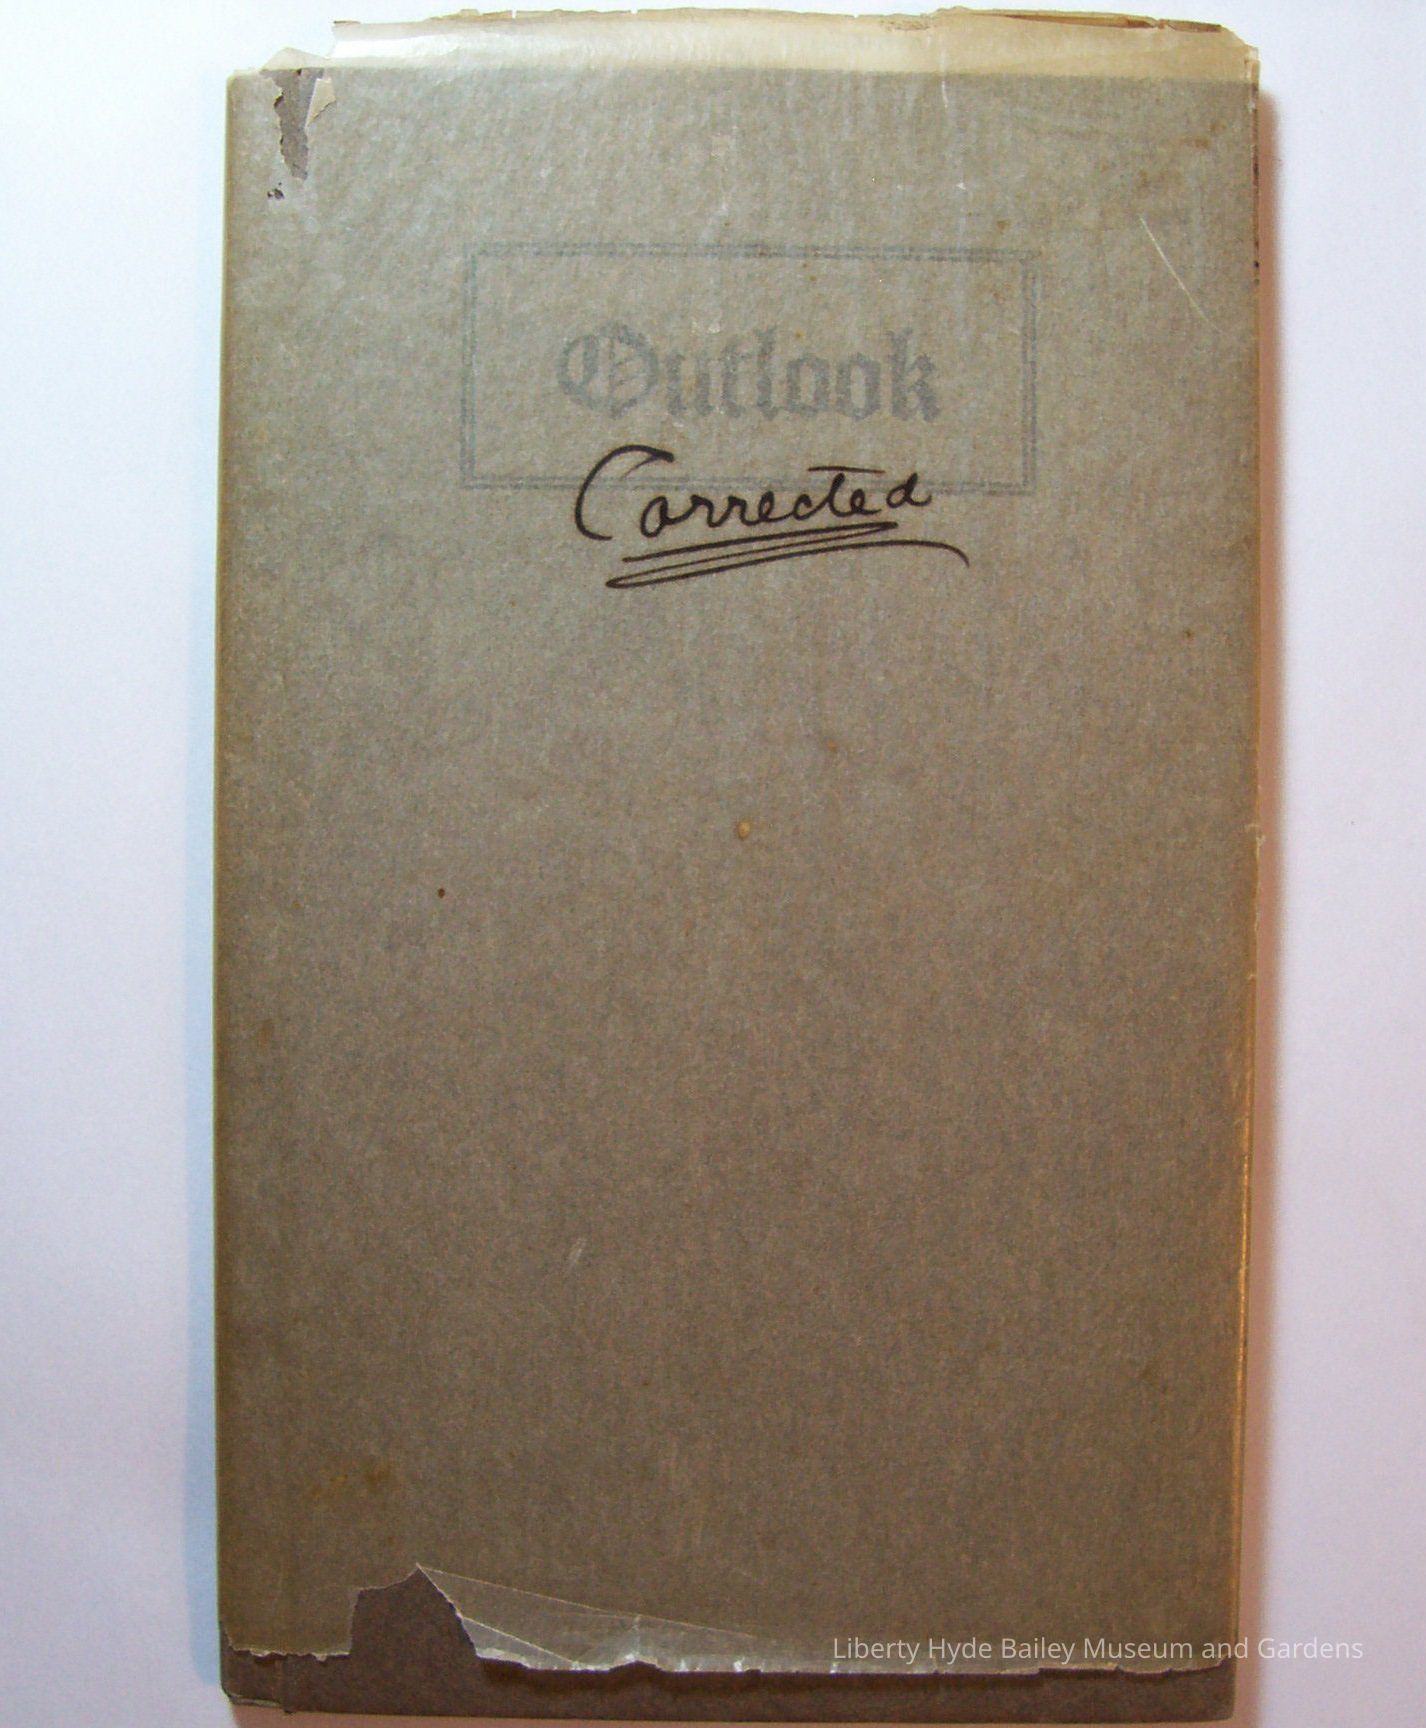 Outlook
Corrected
Liberty Hyde Bailey Museum and Gardens